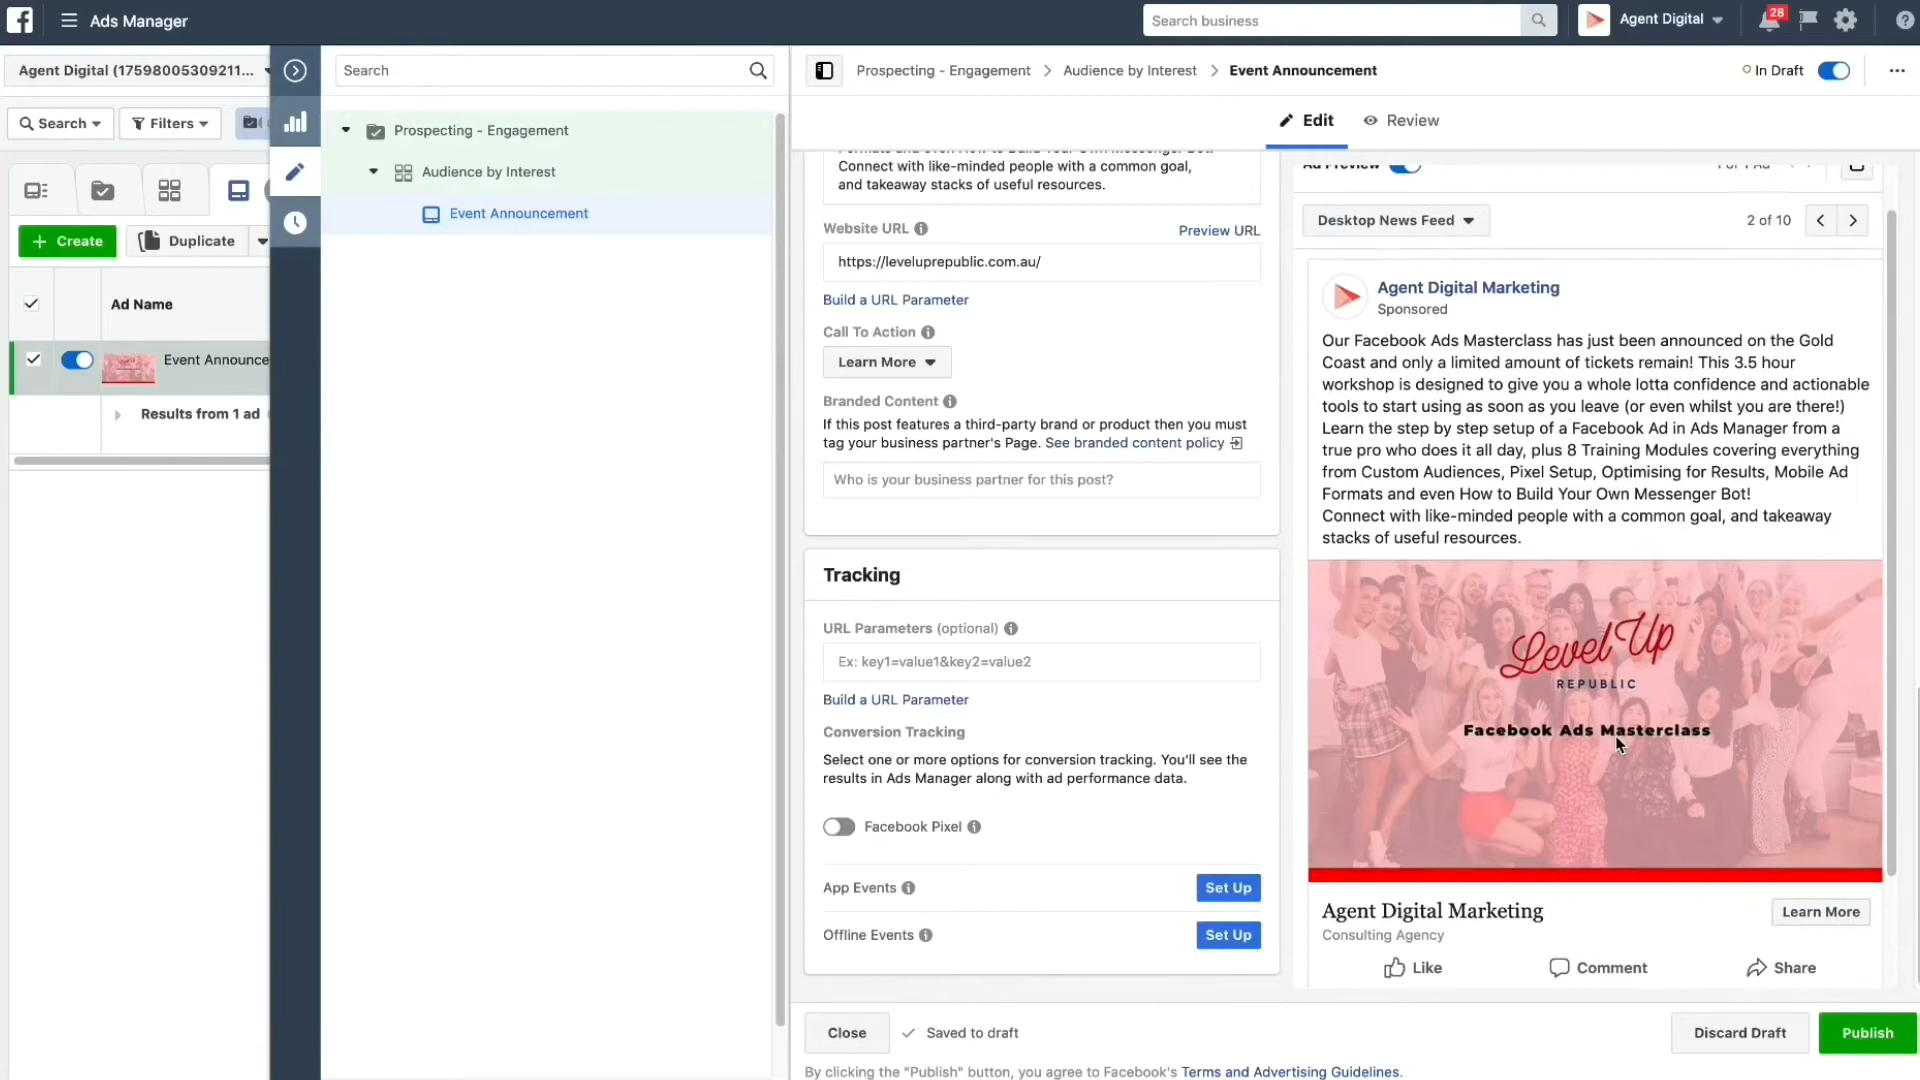 Ads Manager
Search business
Agent Digital
28
Agent Digital (17598005309211...
Search
Filters
Create
Duplicate
Ad Name
Event Announce
Results from 1 ad
Search
Prospecting - Engagement
Audience by Interest
Event Announcement
Prospecting - Engagement > Audience by Interest > Event Announcement
In Draft
Edit
Review
Connect with like-minded people with a common goal,
and takeaway stacks of useful resources.
Website URL
Preview URL
https://leveluprepublic.com.au/
Build a URL Parameter
Call To Action
Learn More
Branded Content
If this post features a third-party brand or product then you must
tag your business partner's Page. See branded content policy
Who is your business partner for this post?
Tracking
URL Parameters (optional)
Ex: key1=value1&key2=value2
Build a URL Parameter
Conversion Tracking
Select one or more options for conversion tracking. You'll see the
results in Ads Manager along with ad performance data.
Facebook Pixel
App Events
Set Up
Offline Events
Set Up
Ad Preview
Desktop News Feed
2 of 10
Agent Digital Marketing
Sponsored
Our Facebook Ads Masterclass has just been announced on the Gold
Coast and only a limited amount of tickets remain! This 3.5 hour
workshop is designed to give you a whole lotta confidence and actionable
tools to start using as soon as you leave (or even whilst you are there!)
Learn the step by step setup of a Facebook Ad in Ads Manager from a
true pro who does it all day, plus 8 Training Modules covering everything
from Custom Audiences, Pixel Setup, Optimising for Results, Mobile Ad
Formats and even How to Build Your Own Messenger Bot!
Connect with like-minded people with a common goal, and takeaway
stacks of useful resources.
Level Up
REPUBLIC
Facebook Ads Masterclass
Agent Digital Marketing
Learn More
Consulting Agency
Like
Comment
Share
Close
Saved to draft
Discard Draft
Publish
By clicking the "Publish" button, you agree to Facebook's Terms and Advertising Guidelines.